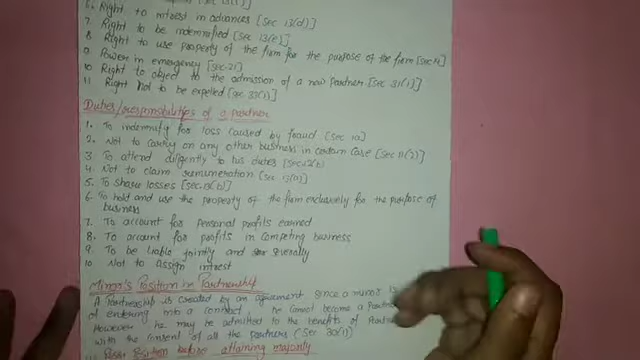 6. Right to intrest in advances [Sec 13(d)]
7. Right to be indemnified [Sec 13(e)]
8 Right to use property of the firm for the purpose of the firm [Sec
9. Power in emergency [Sec-21]
10 Right to object to the admission of a new partner [Sec 31(1)]
11 Right Not to be expelled [Sec 33(1)]
Duties/responsibilities of a partner
1. To indemnify for loss caused by fraud [Sec 10]
2. Not to carry on any other business in certain case [Sec 11(2)]
3 To attend diligently to his duties [Sec 12(b)
4. Not to claim remuneration [Sec 13(a)]
5. To share losses [Sec 13(b)]
6. To hold and use the property of the firm exclusively for the purpose of
business
7. To account for personal profits earned
8. To account for profits in competing business
9. To be liable jointly and severally
10. Not to assign intrest
Minor's Position in Partnership
A Partnership is created by an agreement since a minor is
of entering into a contract, cannot become a
However he may be admitted to the benefits of
with the consent of all the partners (Sec 30(1))
Position before attaining majority